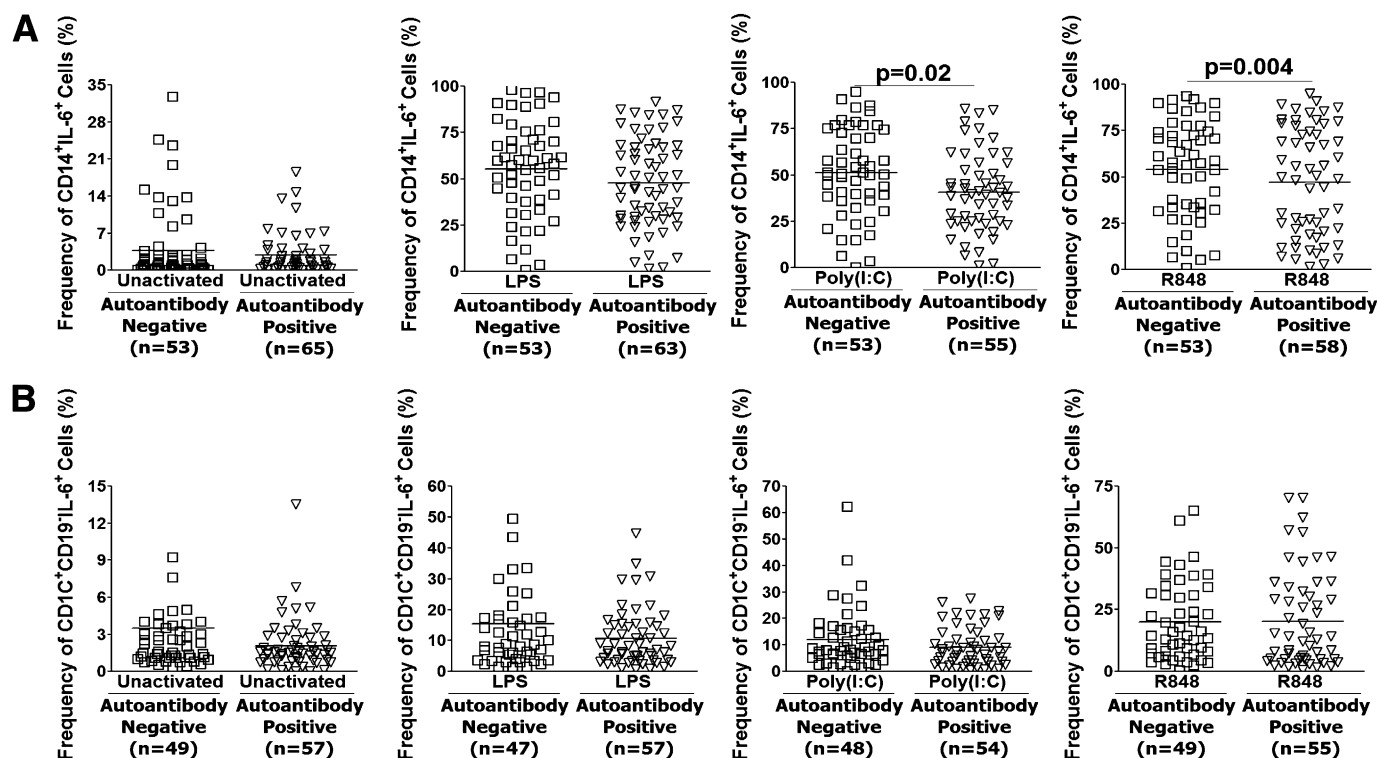 A
Frequency of CD14⁺IL-6⁺ Cells (%)
35
28
21
14
7
0
Unactivated
Unactivated
Autoantibody
Negative
(n=53)
Autoantibody
Positive
(n=65)
Frequency of CD14⁺IL-6⁺ Cells (%)
100
75
50
25
0
LPS
LPS
Autoantibody
Negative
(n=53)
Autoantibody
Positive
(n=63)
Frequency of CD14⁺IL-6⁺ Cells (%)
p=0.02
100
75
50
25
0
Poly(I:C)
Poly(I:C)
Autoantibody
Negative
(n=53)
Autoantibody
Positive
(n=55)
Frequency of CD14⁺IL-6⁺ Cells (%)
p=0.004
100
75
50
25
0
R848
R848
Autoantibody
Negative
(n=53)
Autoantibody
Positive
(n=58)
B
Frequency of CD1C⁺CD19⁻IL-6⁺ Cells (%)
15
12
9
6
3
0
Unactivated
Unactivated
Autoantibody
Negative
(n=49)
Autoantibody
Positive
(n=57)
Frequency of CD1C⁺CD19⁻IL-6⁺ Cells (%)
60
50
40
30
20
10
0
LPS
LPS
Autoantibody
Negative
(n=47)
Autoantibody
Positive
(n=57)
Frequency of CD1C⁺CD19⁻IL-6⁺ Cells (%)
70
60
50
40
30
20
10
0
Poly(I:C)
Poly(I:C)
Autoantibody
Negative
(n=48)
Autoantibody
Positive
(n=54)
Frequency of CD1C⁺CD19⁻IL-6⁺ Cells (%)
75
50
25
0
R848
R848
Autoantibody
Negative
(n=49)
Autoantibody
Positive
(n=55)